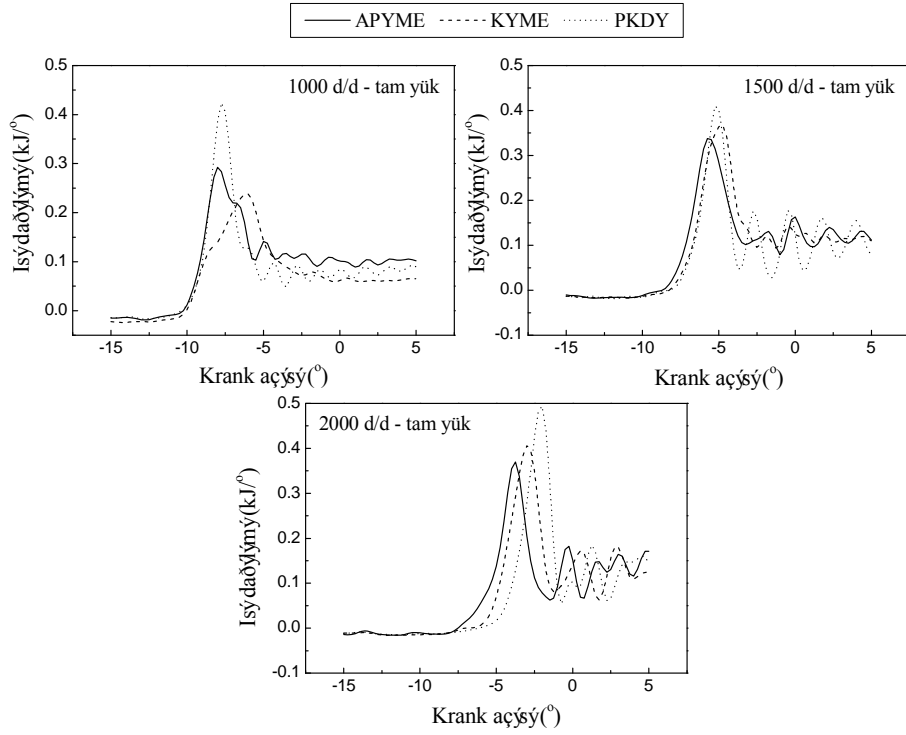 APYME KYME PKDY
1000 d/d - tam yük
0.5
0.4
0.3
0.2
0.1
0.0
Isýdaðýlýmý(kJ/°)
-15 -10 -5 0 5
Krank açýsý(°)
1500 d/d - tam yük
0.5
0.4
0.3
0.2
0.1
0.0
-0.1
Isýdaðýlýmý(kJ/°)
-15 -10 -5 0 5
Krank açýsý(°)
2000 d/d - tam yük
0.5
0.4
0.3
0.2
0.1
0.0
-0.1
Isýdaðýlýmý(kJ/°)
-15 -10 -5 0 5
Krank açýsý(°)